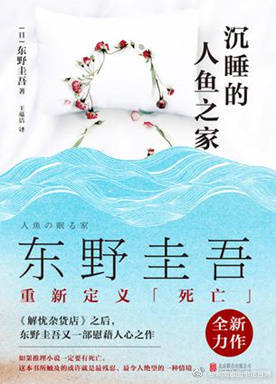 沉睡的
人鱼之家
〔日〕东野圭吾
著
王蕴洁 译
人魚の眠る家
东野圭吾
重新定义「死亡」
《解忧杂货店》之后，
东野圭吾又一部慰藉人心之作
全新
力作
如果推理小说一定要有死亡，
这本书所触及的或许就是最残忍、最令人绝望的一种情境。